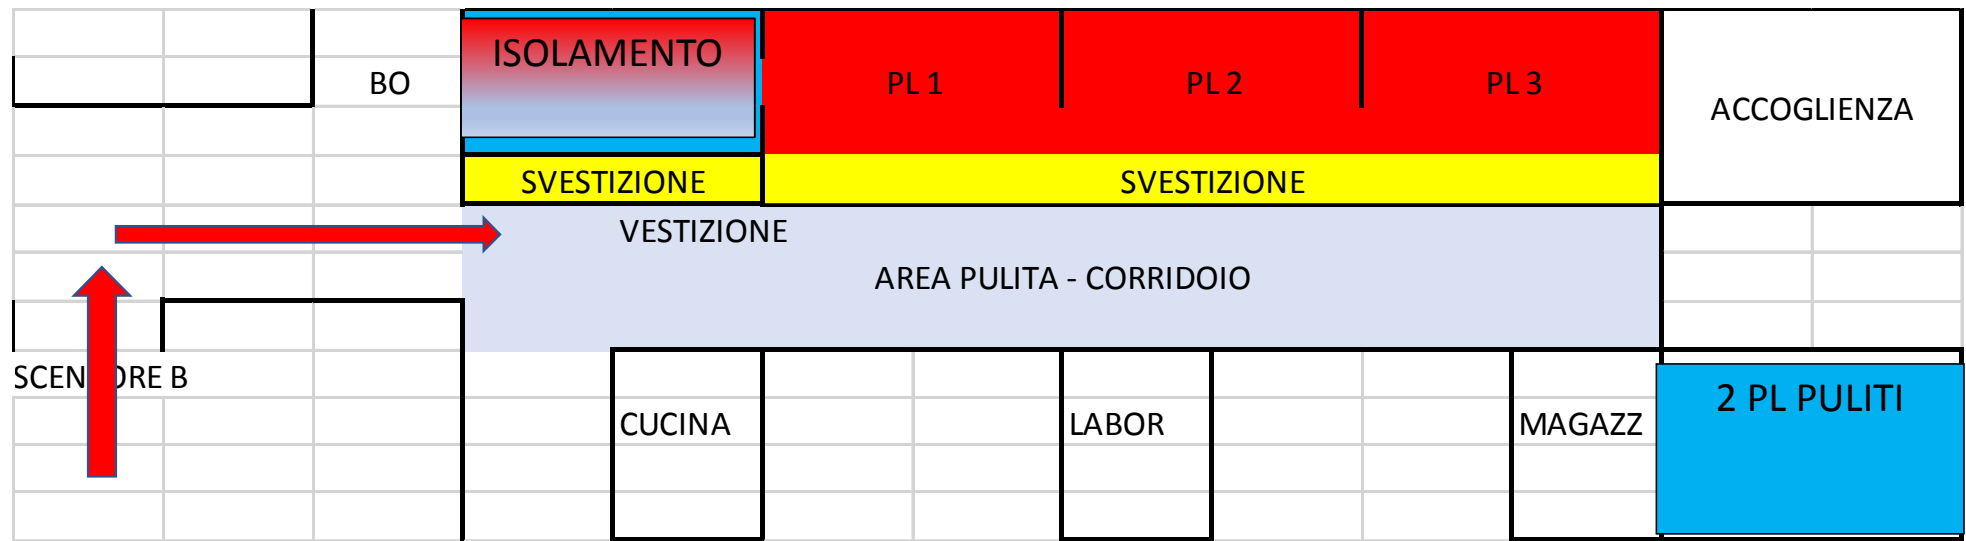 ISOLAMENTO
BO
PL 1
PL 2
PL 3
ACCOGLIENZA
SVESTIZIONE
SVESTIZIONE
VESTIZIONE
AREA PULITA - CORRIDOIO
2 PL PULITI
CUCINA
LABOR
MAGAZZ